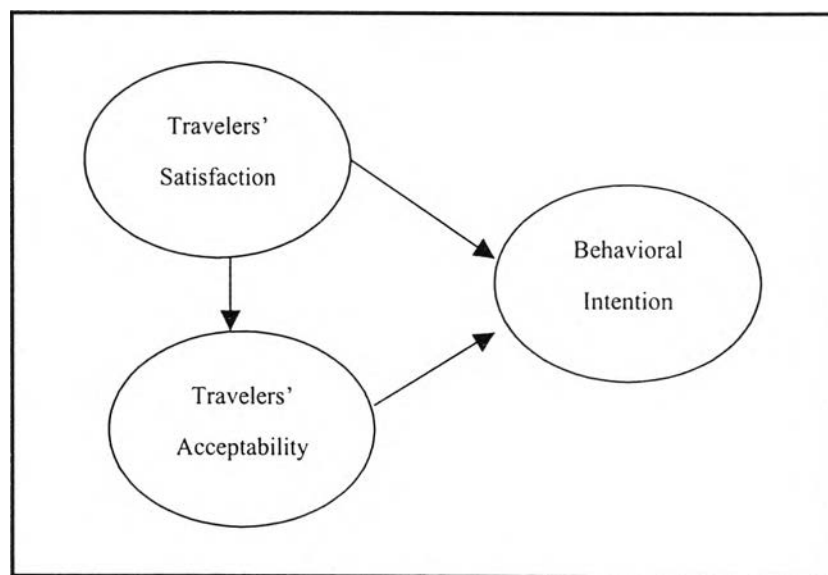 Travelers'
Satisfaction
Behavioral
Intention
Travelers'
Acceptability